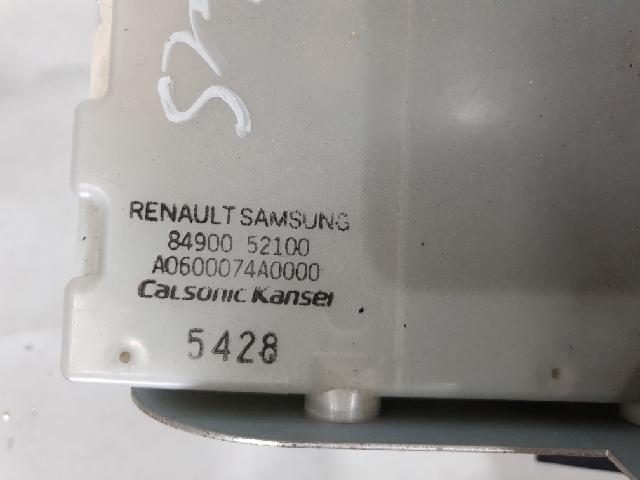 RENAULT SAMSUNG
84900 52100
A0600074A0000
Calsonic Kansei
5428